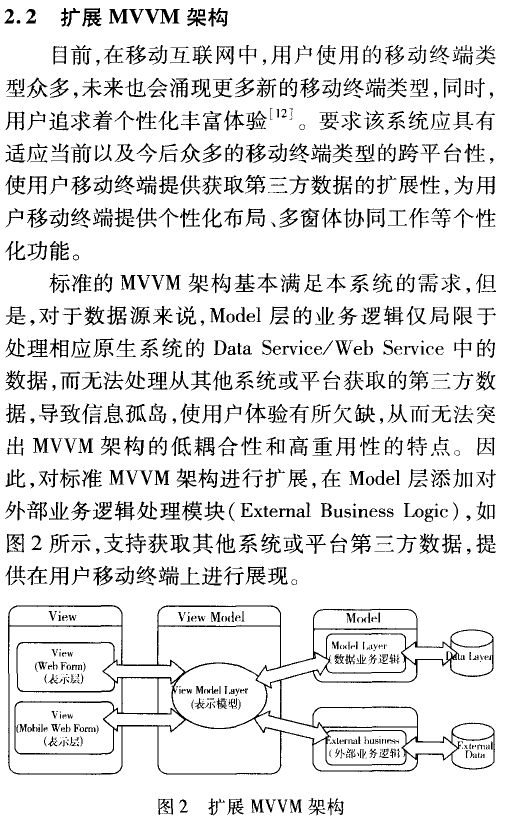 2.2 扩展 MVVM 架构
目前,在移动互联网中,用户使用的移动终端类
型众多,未来也会涌现更多新的移动终端类型,同时,
用户追求着个性化丰富体验[12]。要求该系统应具有
适应当前以及今后众多的移动终端类型的跨平台性,
使用户移动终端提供获取第三方数据的扩展性,为用
户移动终端提供个性化布局、多窗体协同工作等个性
化功能。
标准的 MVVM 架构基本满足本系统的需求,但
是,对于数据源来说,Model 层的业务逻辑仅局限于
处理相应原生系统的 Data Service/Web Service 中的
数据,而无法处理从其他系统或平台获取的第三方数
据,导致信息孤岛,使用户体验有所欠缺,从而无法突
出 MVVM 架构的低耦合性和高重用性的特点。因
此,对标准 MVVM 架构进行扩展,在 Model 层添加对
外部业务逻辑处理模块(External Business Logic),如
图 2 所示,支持获取其他系统或平台第三方数据,提
供在用户移动终端上进行展现。
View
View
(Web Form)
(表示层)
View
(Mobile Web Form)
(表示层)
View Model
View Model Layer
(表示模型)
Model
Model Layer
(数据业务逻辑)
Data Layer
External business
(外部业务逻辑)
External
Data
图 2 扩展 MVVM 架构